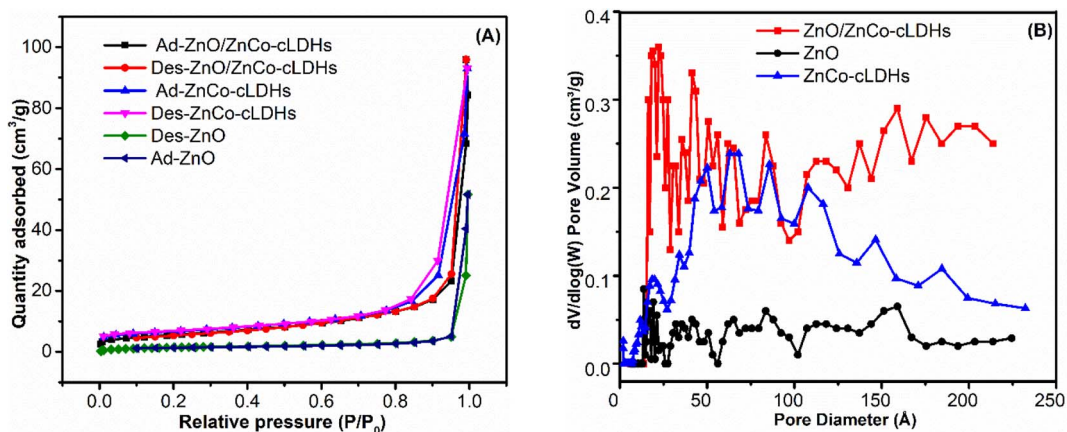 (A)
Ad-ZnO/ZnCo-cLDHs
Des-ZnO/ZnCo-cLDHs
Ad-ZnCo-cLDHs
Des-ZnCo-cLDHs
Des-ZnO
Ad-ZnO
Quantity adsorbed (cm³/g)
100
80
60
40
20
0
0.0 0.2 0.4 0.6 0.8 1.0
Relative pressure (P/P₀)
(B)
ZnO/ZnCo-cLDHs
ZnO
ZnCo-cLDHs
dV/dlog(W) Pore Volume (cm³/g)
0.4
0.3
0.2
0.1
0.0
0 50 100 150 200 250
Pore Diameter (Å)